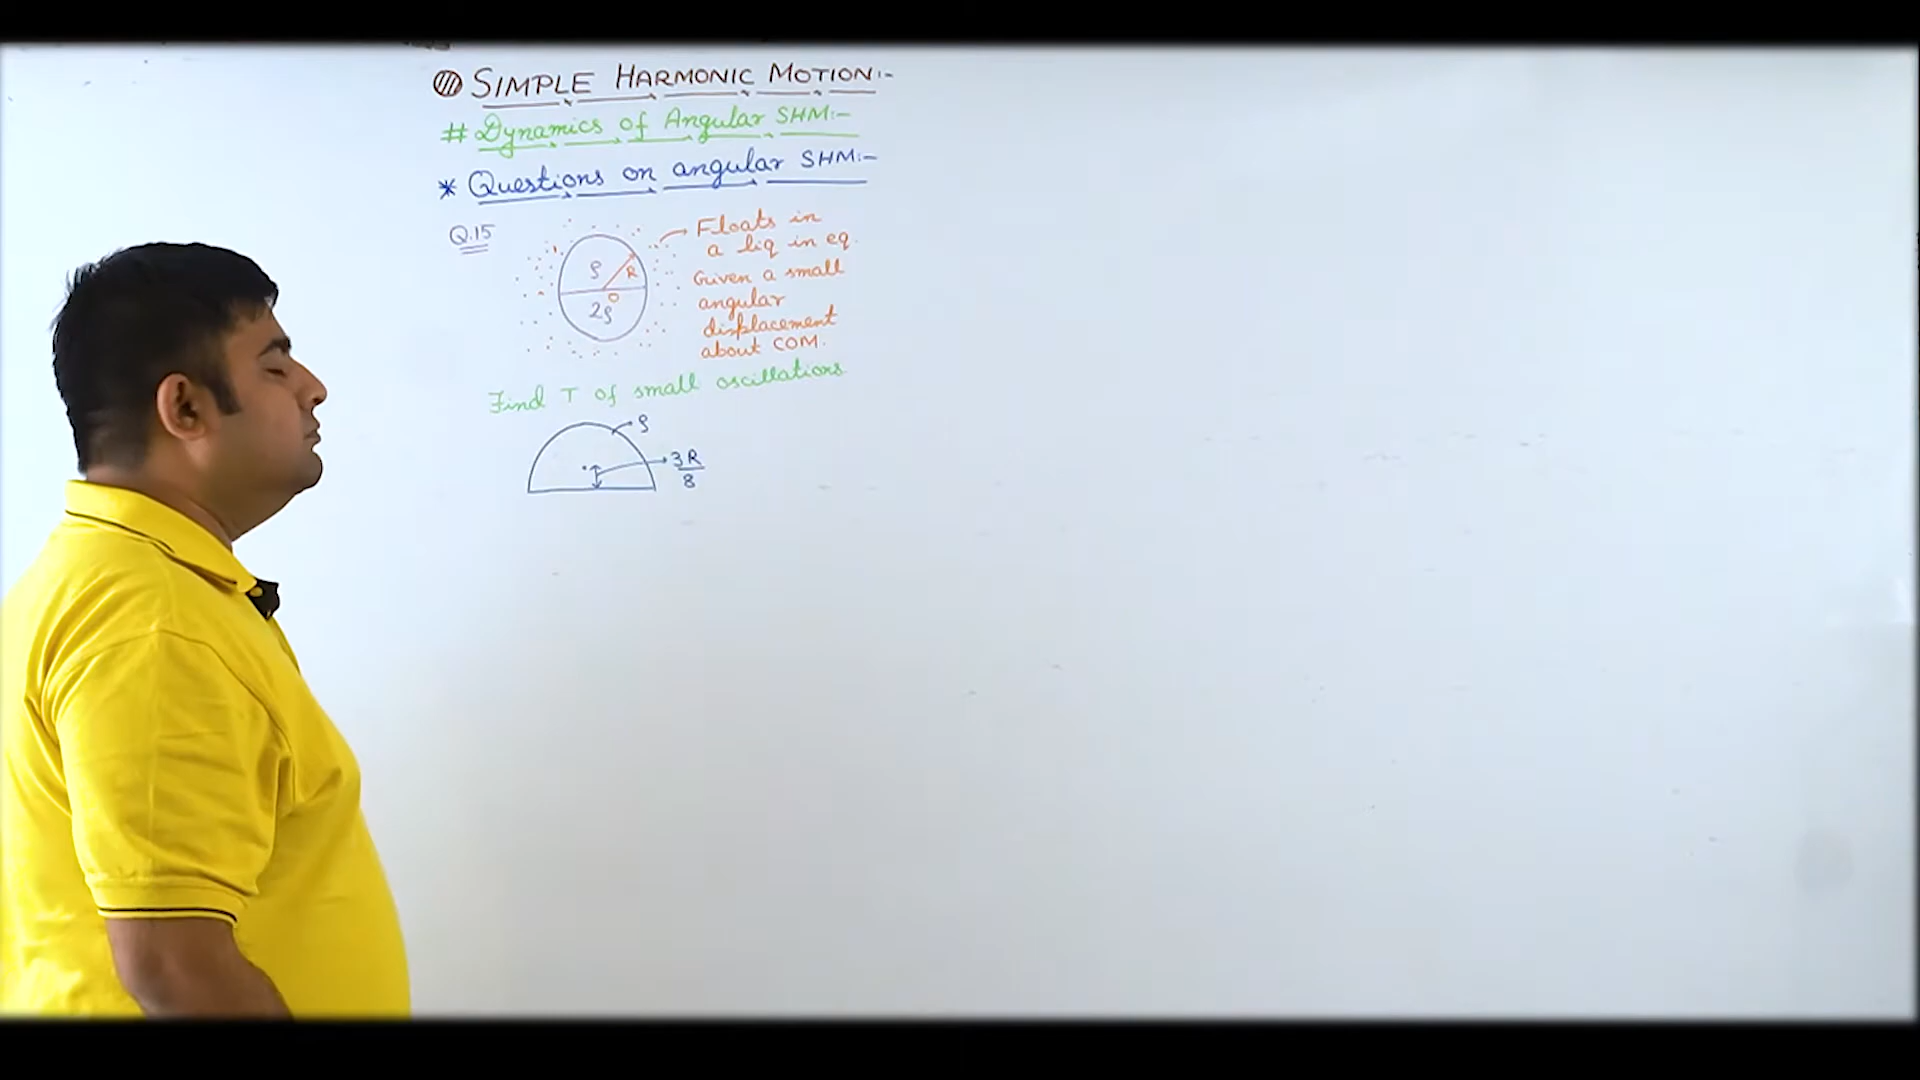 SIMPLE HARMONIC MOTION:-
# Dynamics of Angular SHM:-
* Questions on angular SHM:-
Q.15
ρ
R
O
2ρ
Floats in
a liq in eq.
Given a small
angular
displacement
about COM.
Find T of small oscillations
ρ
3R
8